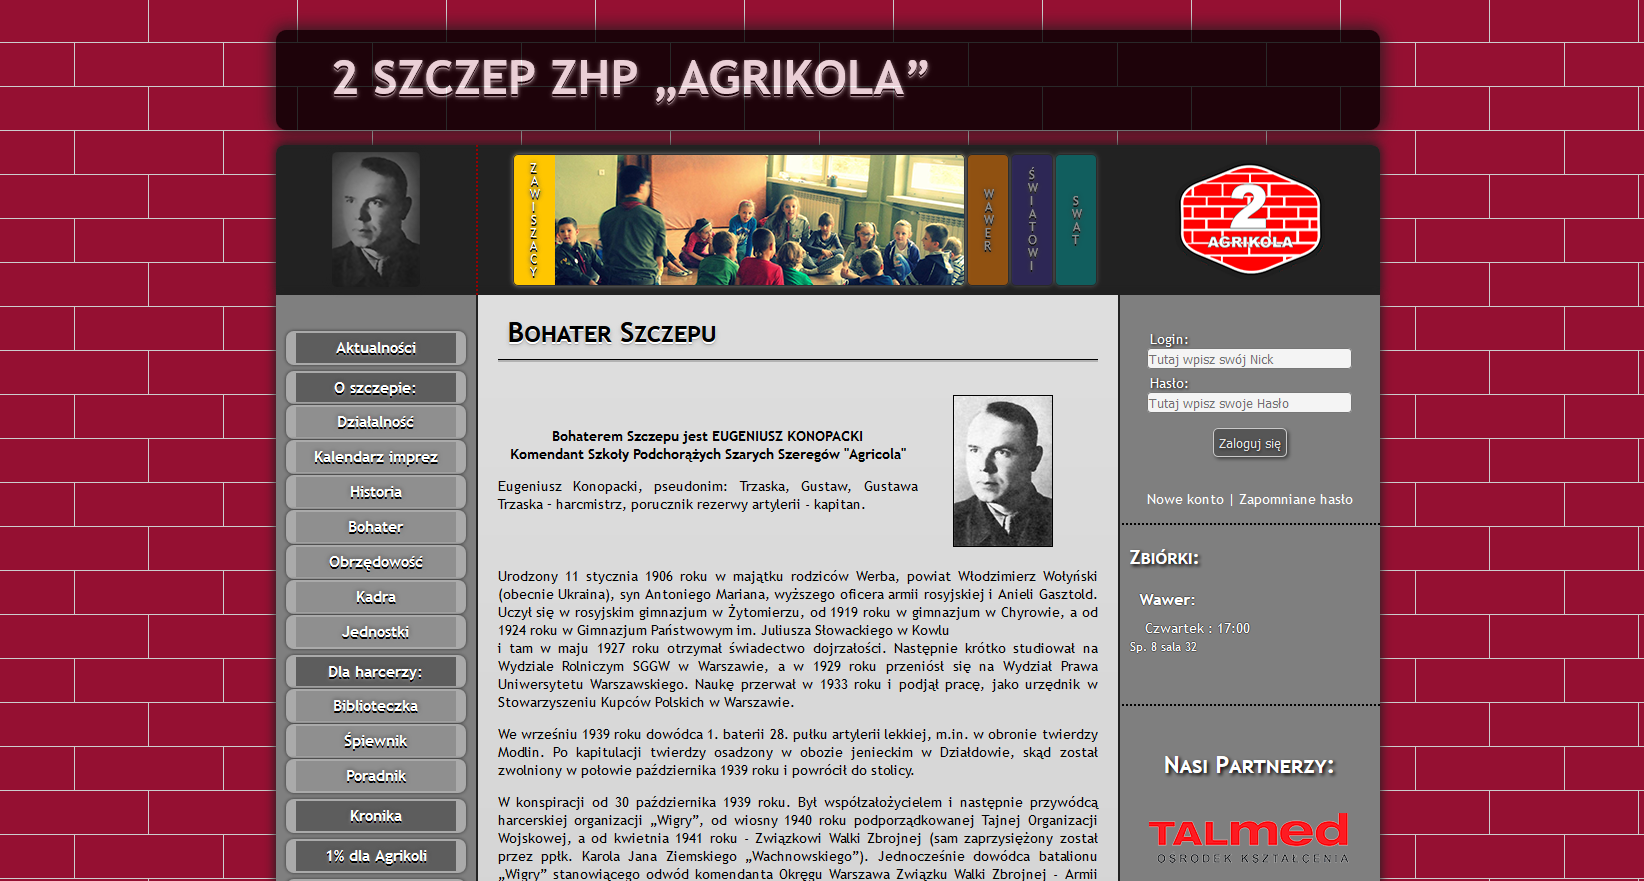 2 SZCZEP ZHP „AGRIKOLA”
ZAWISZACY
WAWER
ŚWIATOWI
SWAT
2
AGRIKOLA
Aktualności
O szczepie:
Działalność
Kalendarz imprez
Historia
Bohater
Obrzędowość
Kadra
Jednostki
Dla harcerzy:
Biblioteczka
Śpiewnik
Poradnik
Kronika
1% dla Agrikoli
Bohater Szczepu
Bohaterem Szczepu jest EUGENIUSZ KONOPACKI
Komendant Szkoły Podchorążych Szarych Szeregów "Agricola"
Eugeniusz Konopacki, pseudonim: Trzaska, Gustaw, Gustawa
Trzaska – harcmistrz, porucznik rezerwy artylerii - kapitan.
Urodzony 11 stycznia 1906 roku w majątku rodziców Werba, powiat Włodzimierz Wołyński
(obecnie Ukraina), syn Antoniego Mariana, wyższego oficera armii rosyjskiej i Anieli Gasztold.
Uczył się w rosyjskim gimnazjum w Żytomierzu, od 1919 roku w gimnazjum w Chyrowie, a od
1924 roku w Gimnazjum Państwowym im. Juliusza Słowackiego w Kowlu
i tam w maju 1927 roku otrzymał świadectwo dojrzałości. Następnie krótko studiował na
Wydziale Rolniczym SGGW w Warszawie, a w 1929 roku przeniósł się na Wydział Prawa
Uniwersytetu Warszawskiego. Naukę przerwał w 1933 roku i podjął pracę, jako urzędnik w
Stowarzyszeniu Kupców Polskich w Warszawie.
We wrześniu 1939 roku dowódca 1. baterii 28. pułku artylerii lekkiej, m.in. w obronie twierdzy
Modlin. Po kapitulacji twierdzy osadzony w obozie jenieckim w Działdowie, skąd został
zwolniony w połowie października 1939 roku i powrócił do stolicy.
W konspiracji od 30 października 1939 roku. Był współzałożycielem i następnie przywódcą
harcerskiej organizacji „Wigry”, od wiosny 1940 roku podporządkowanej Tajnej Organizacji
Wojskowej, a od kwietnia 1941 roku - Związkowi Walki Zbrojnej (sam zaprzysiężony został
przez ppłk. Karola Jana Ziemskiego „Wachnowskiego”). Jednocześnie dowódca batalionu
„Wigry” stanowiącego odwód komendanta Okręgu Warszawa Związku Walki Zbrojnej - Armii
Login:
Tutaj wpisz swój Nick
Hasło:
Tutaj wpisz swoje Hasło
Zaloguj się
Nowe konto | Zapomniane hasło
Zbiórki:
Wawer:
Czwartek : 17:00
Sp. 8 sala 32
Nasi Partnerzy:
TALmed
OŚRODEK KSZTAŁCENIA